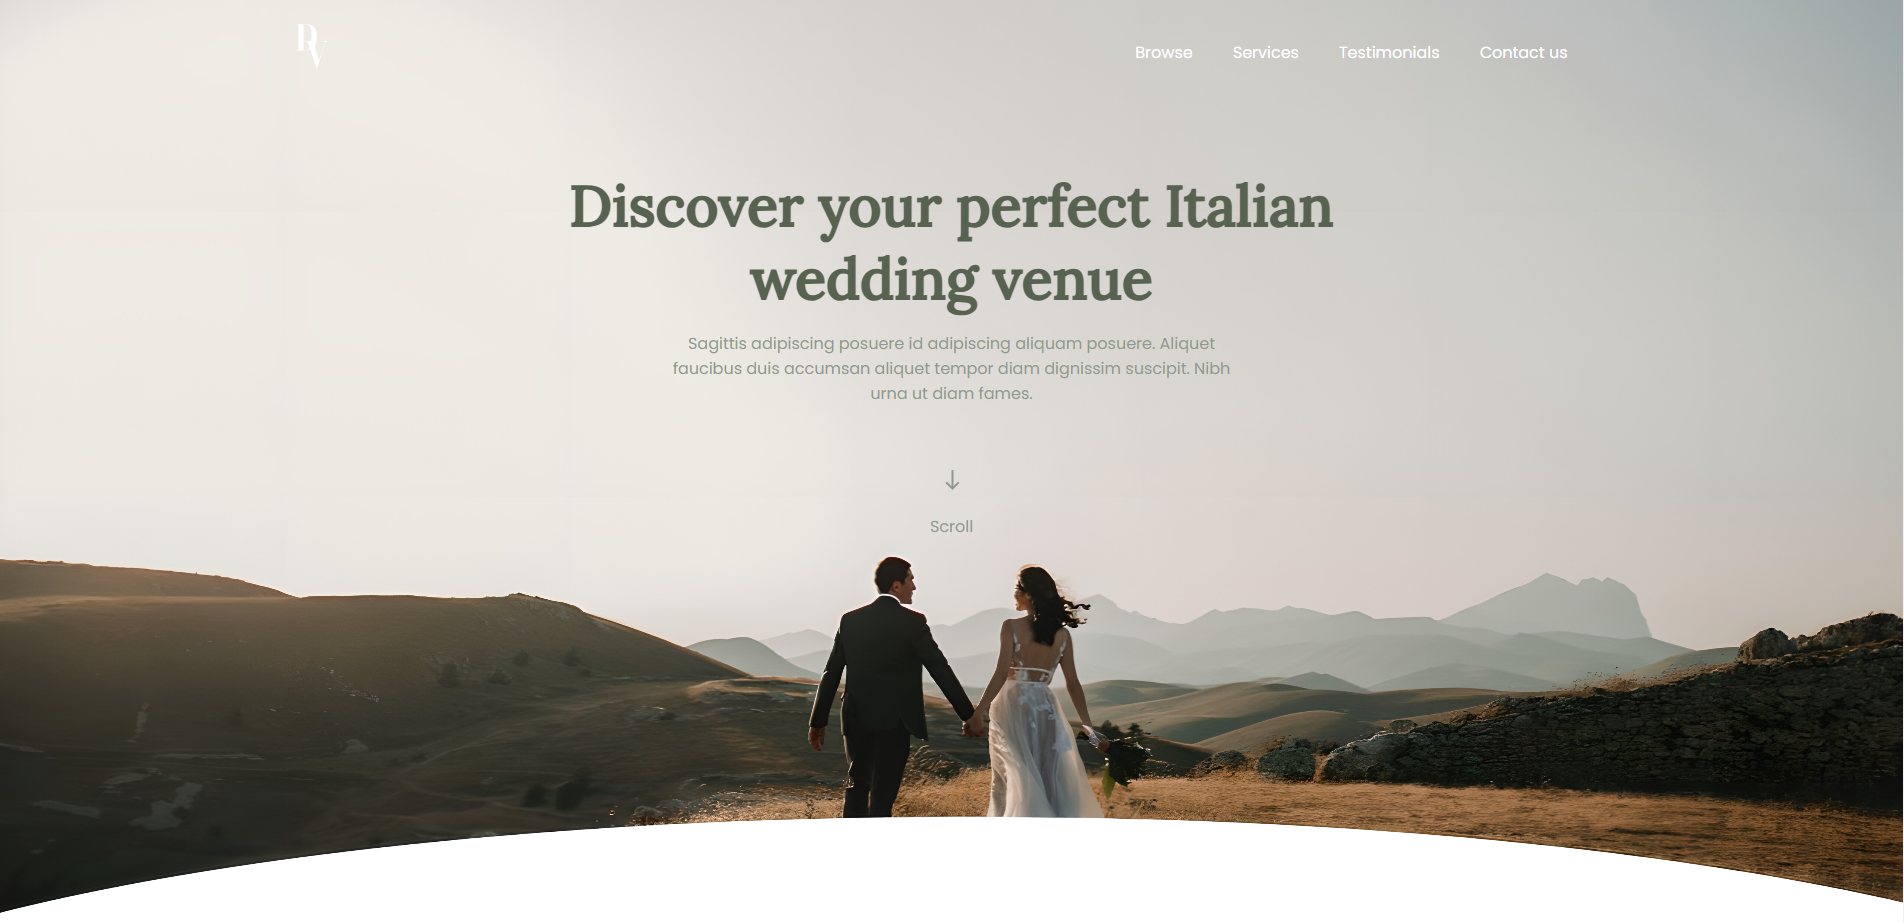 DV
Browse Services Testimonials Contact us
Discover your perfect Italian
wedding venue
Sagittis adipiscing posuere id adipiscing aliquam posuere. Aliquet
faucibus duis accumsan aliquet tempor diam dignissim suscipit. Nibh
urna ut diam fames.
Scroll